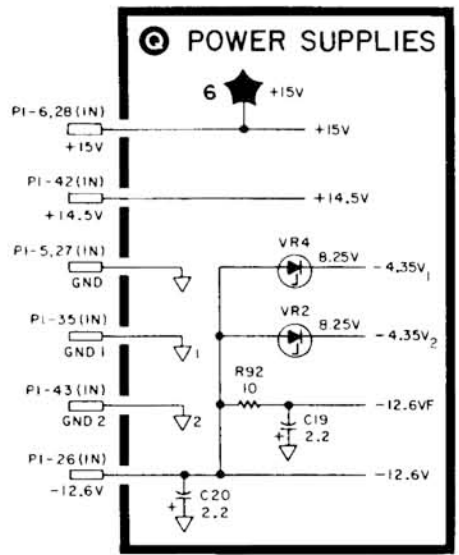 Q POWER SUPPLIES
6 +15V
P1-6,28(IN)
+15V +15V
P1-42(IN)
+14.5V +14.5V
VR4
P1-5,27(IN) 8.25V -4.35V1
GND
VR2
P1-35(IN) 8.25V -4.35V2
GND 1 1
R92
P1-43(IN) 10 -12.6VF
GND 2 2 + C19
2.2
P1-26(IN) -12.6V
-12.6V
+ C20
2.2